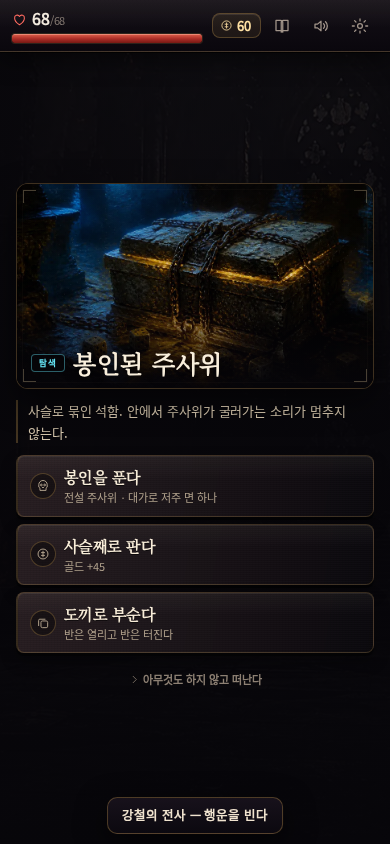 68/68
60
탐색
봉인된 주사위
사슬로 묶인 석함. 안에서 주사위가 굴러가는 소리가 멈추지
않는다.
봉인을 푼다
전설 주사위 · 대가로 저주 면 하나
사슬째로 판다
골드 +45
도끼로 부순다
반은 열리고 반은 터진다
아무것도 하지 않고 떠난다
강철의 전사 — 행운을 빈다